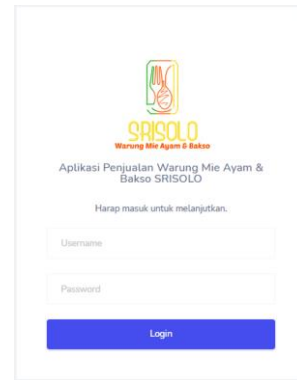 SRISOLO
Warung Mie Ayam & Bakso
Aplikasi Penjualan Warung Mie Ayam &
Bakso SRISOLO
Harap masuk untuk melanjutkan.
Username
Password
Login